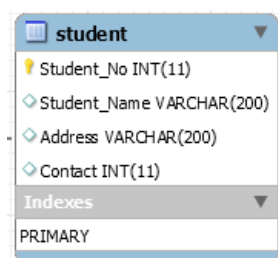 student
Student_No INT(11)
Student_Name VARCHAR(200)
Address VARCHAR(200)
Contact INT(11)
Indexes
PRIMARY